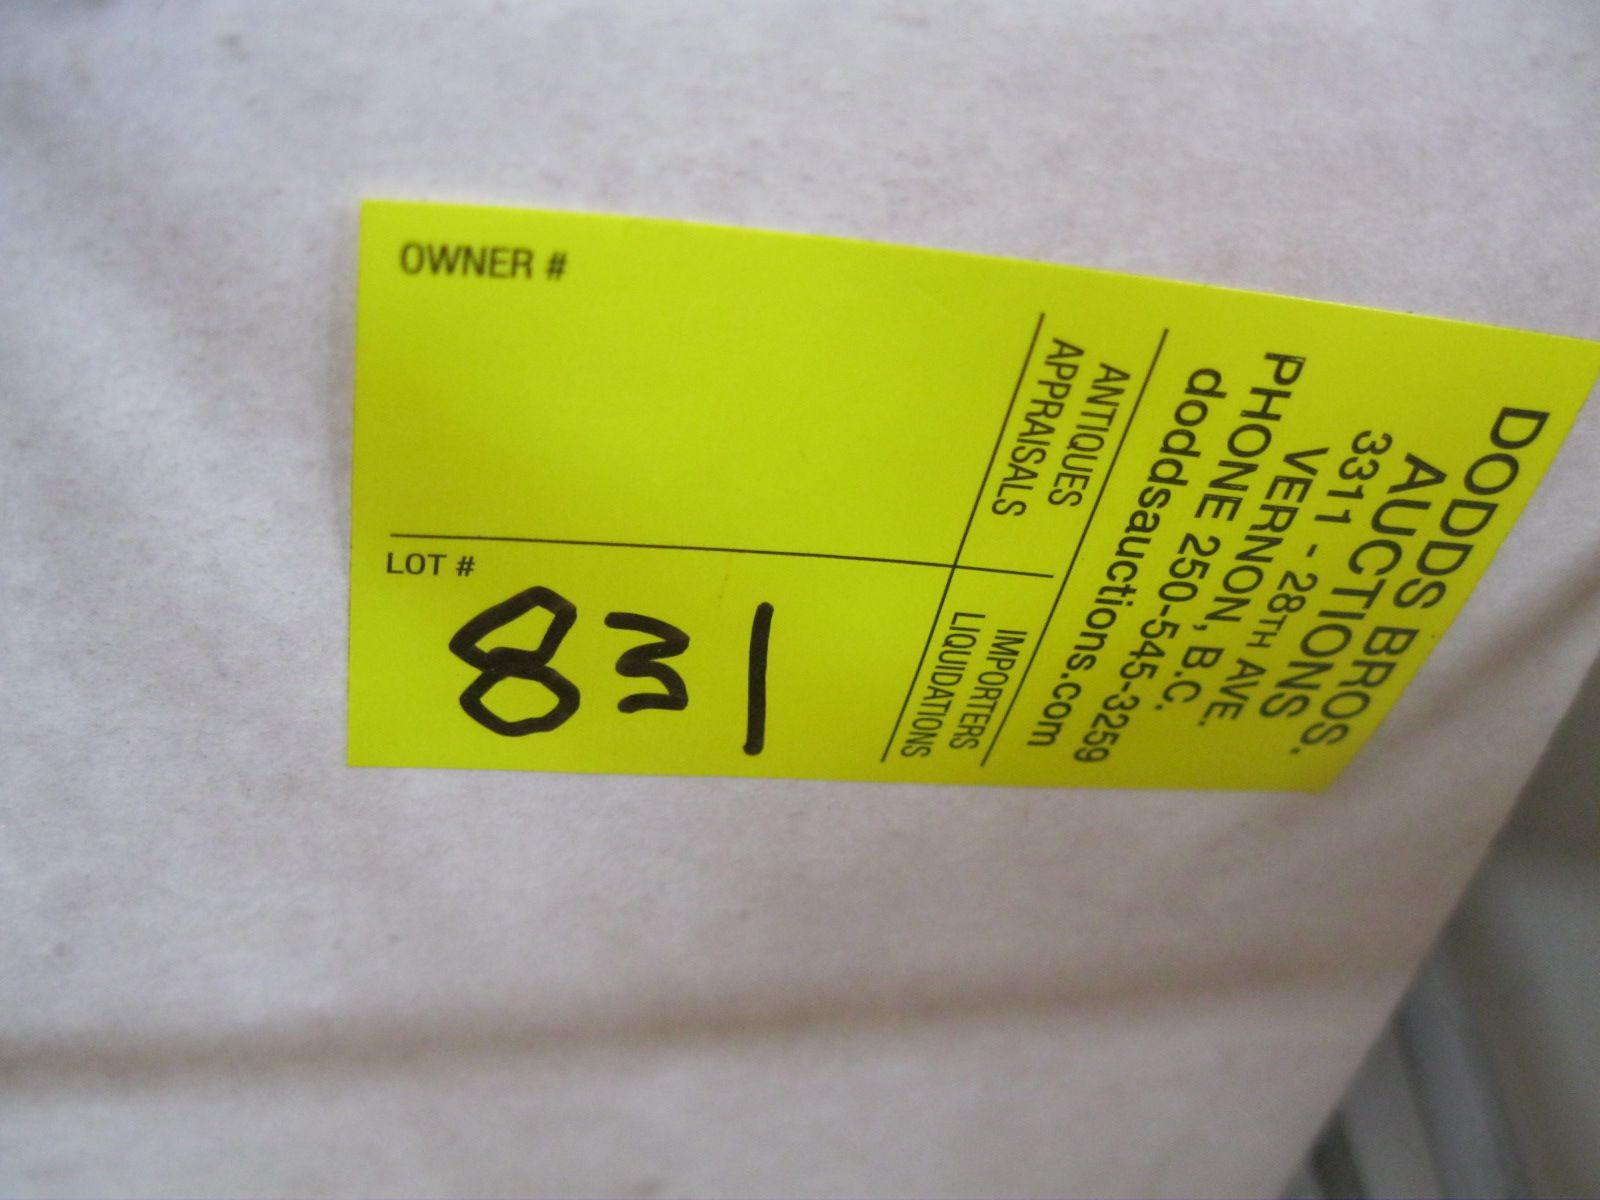 DODDS BROS.
AUCTIONS
3311 - 28TH AVE.
VERNON, B.C.
PHONE 250-545-3259
doddsauctions.com
ANTIQUES IMPORTERS
APPRAISALS LIQUIDATIONS
OWNER #
LOT #
831